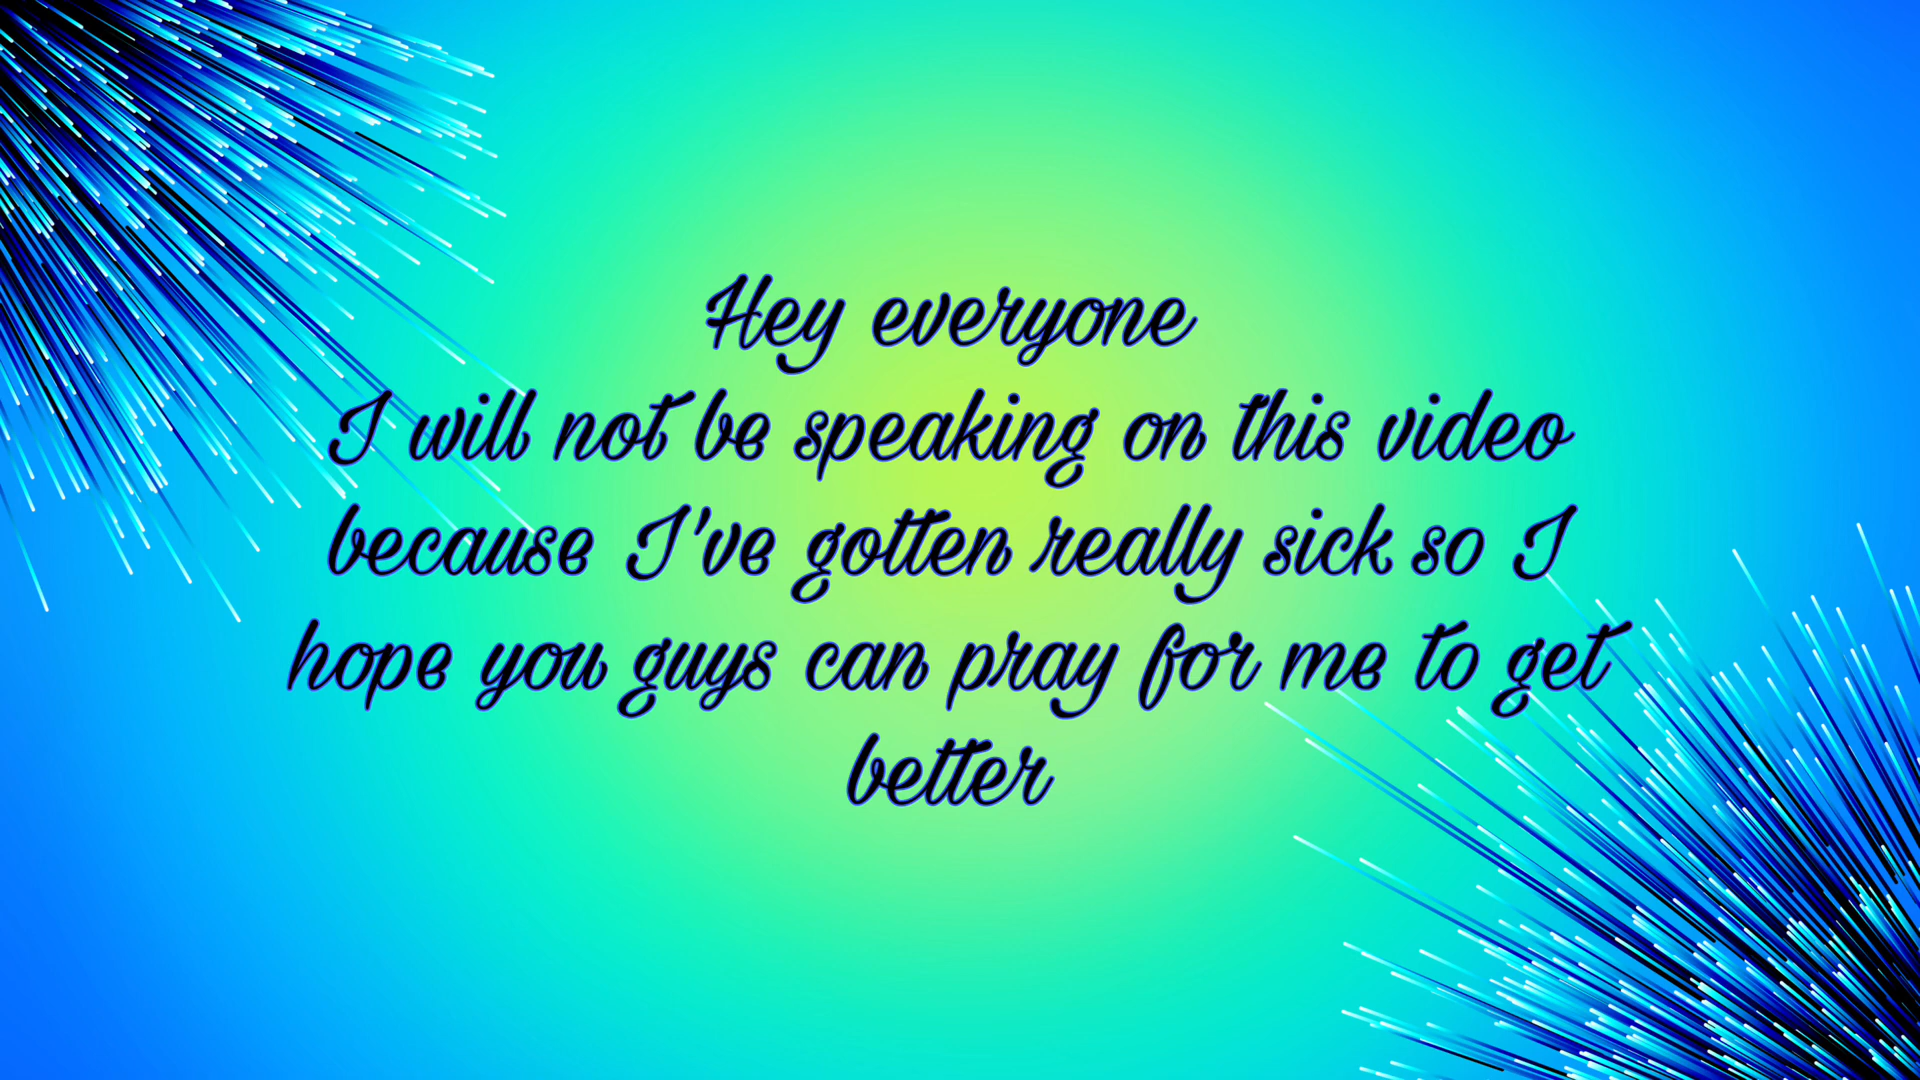 Hey everyone
I will not be speaking on this video
because I've gotten really sick so I
hope you guys can pray for me to get
better